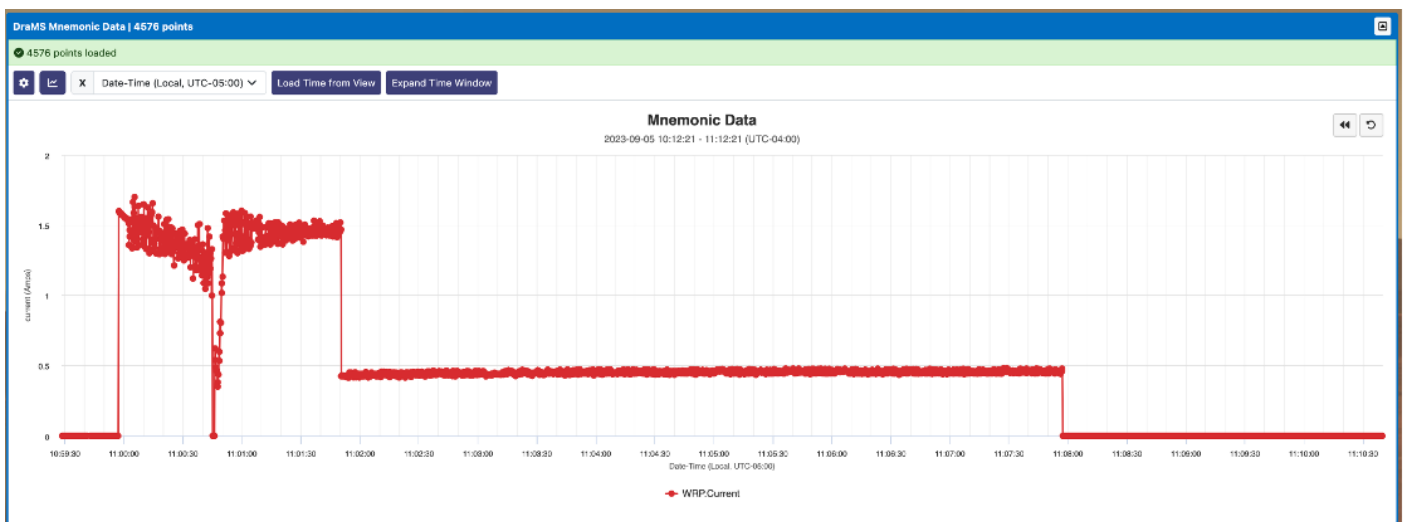 DraMS Mnemonic Data | 4576 points
4576 points loaded
X Date-Time (Local, UTC-05:00) Load Time from View Expand Time Window
Mnemonic Data
2023-09-05 10:12:21 - 11:12:21 (UTC-04:00)
2
1.5
1
0.5
0
current (Amps)
10:59:30 11:00:00 11:00:30 11:01:00 11:01:30 11:02:00 11:02:30 11:03:00 11:03:30 11:04:00 11:04:30 11:05:00 11:05:30 11:06:00 11:06:30 11:07:00 11:07:30 11:08:00 11:08:30 11:09:00 11:09:30 11:10:00 11:10:30
Date-Time (Local, UTC-05:00)
WRP:Current